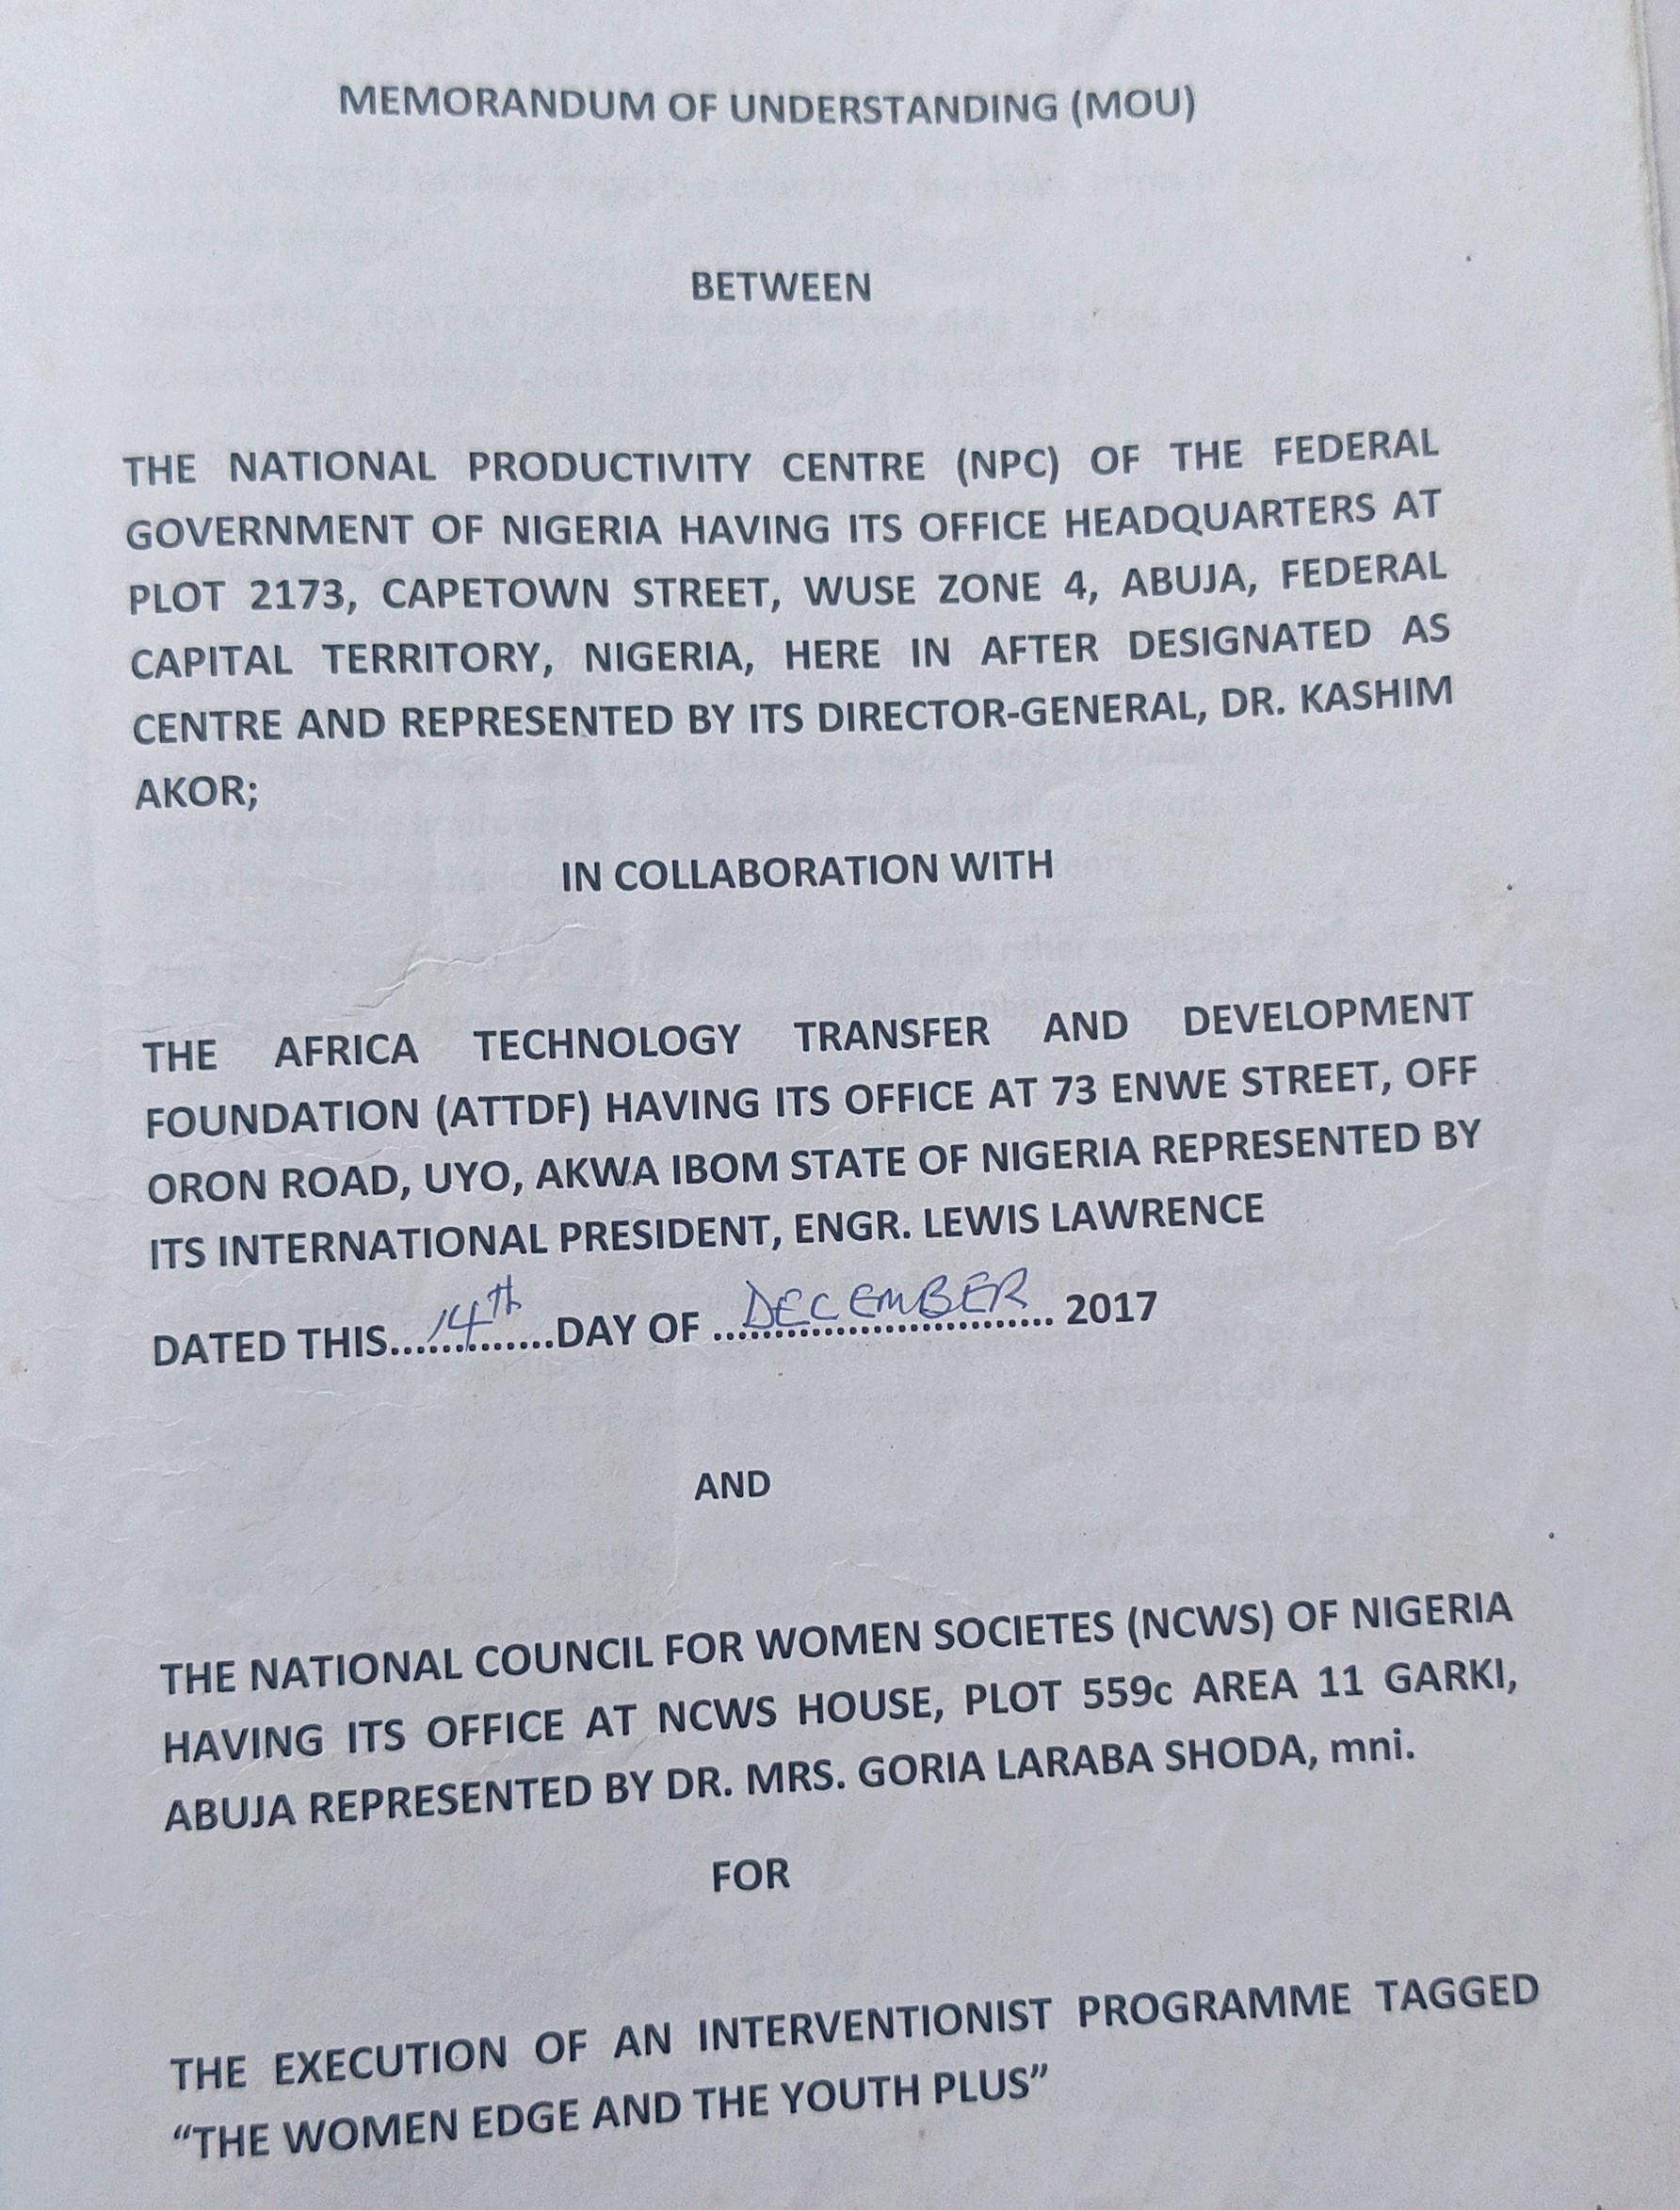 MEMORANDUM OF UNDERSTANDING (MOU)
BETWEEN
THE NATIONAL PRODUCTIVITY CENTRE (NPC) OF THE FEDERAL
GOVERNMENT OF NIGERIA HAVING ITS OFFICE HEADQUARTERS AT
PLOT 2173, CAPETOWN STREET, WUSE ZONE 4, ABUJA, FEDERAL
CAPITAL TERRITORY, NIGERIA, HERE IN AFTER DESIGNATED AS
CENTRE AND REPRESENTED BY ITS DIRECTOR-GENERAL, DR. KASHIM
AKOR;
IN COLLABORATION WITH
THE AFRICA TECHNOLOGY TRANSFER AND DEVELOPMENT
FOUNDATION (ATTDF) HAVING ITS OFFICE AT 73 ENWE STREET, OFF
ORON ROAD, UYO, AKWA IBOM STATE OF NIGERIA REPRESENTED BY
ITS INTERNATIONAL PRESIDENT, ENGR. LEWIS LAWRENCE
DATED THIS...14th...DAY OF ...DECEMBER... 2017
AND
THE NATIONAL COUNCIL FOR WOMEN SOCIETES (NCWS) OF NIGERIA
HAVING ITS OFFICE AT NCWS HOUSE, PLOT 559c AREA 11 GARKI,
ABUJA REPRESENTED BY DR. MRS. GORIA LARABA SHODA, mni.
FOR
THE EXECUTION OF AN INTERVENTIONIST PROGRAMME TAGGED
“THE WOMEN EDGE AND THE YOUTH PLUS”